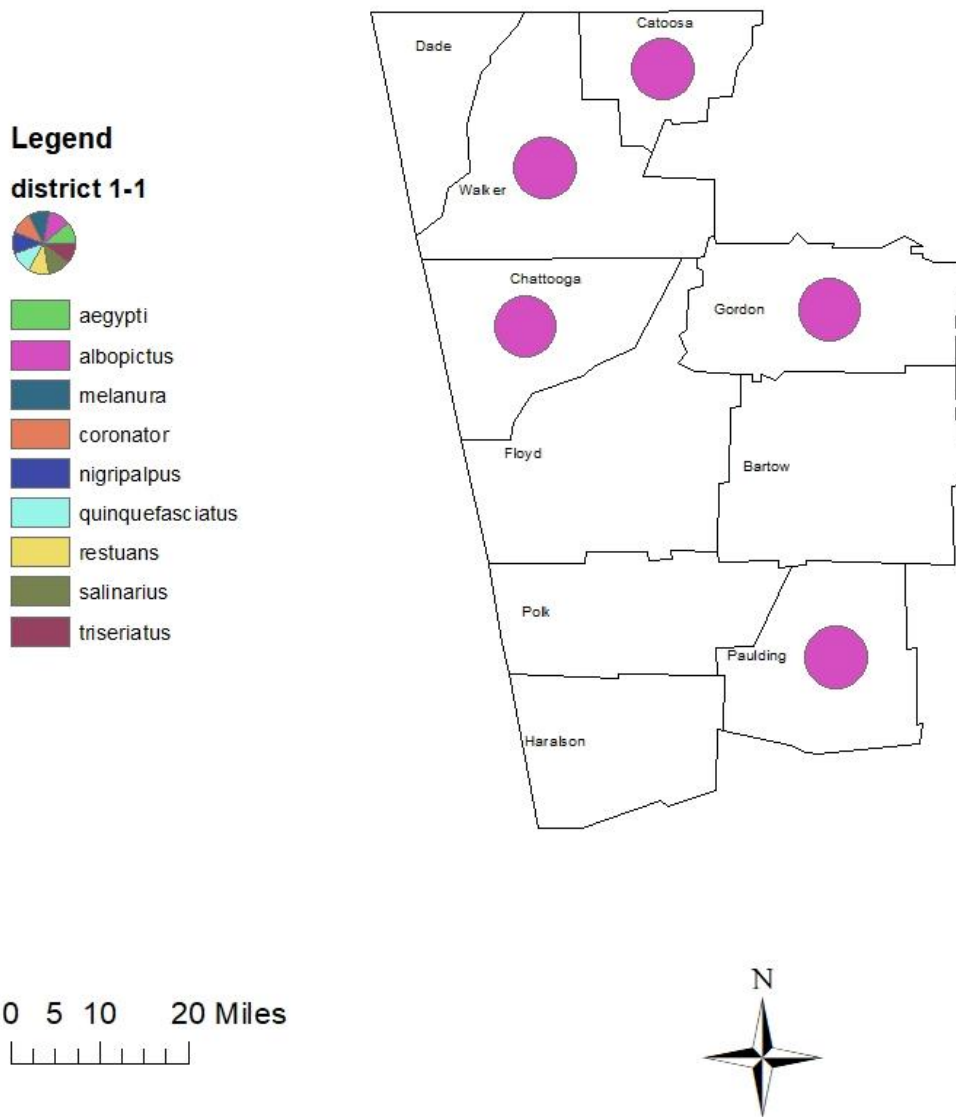 Legend
district 1-1
aegypti
albopictus
melanura
coronator
nigripalpus
quinquefasciatus
restuans
salinarius
triseriatus
Catoosa
Dade
Walker
Chattooga
Gordon
Floyd
Bartow
Polk
Paulding
Haralson
0 5 10 20 Miles
N